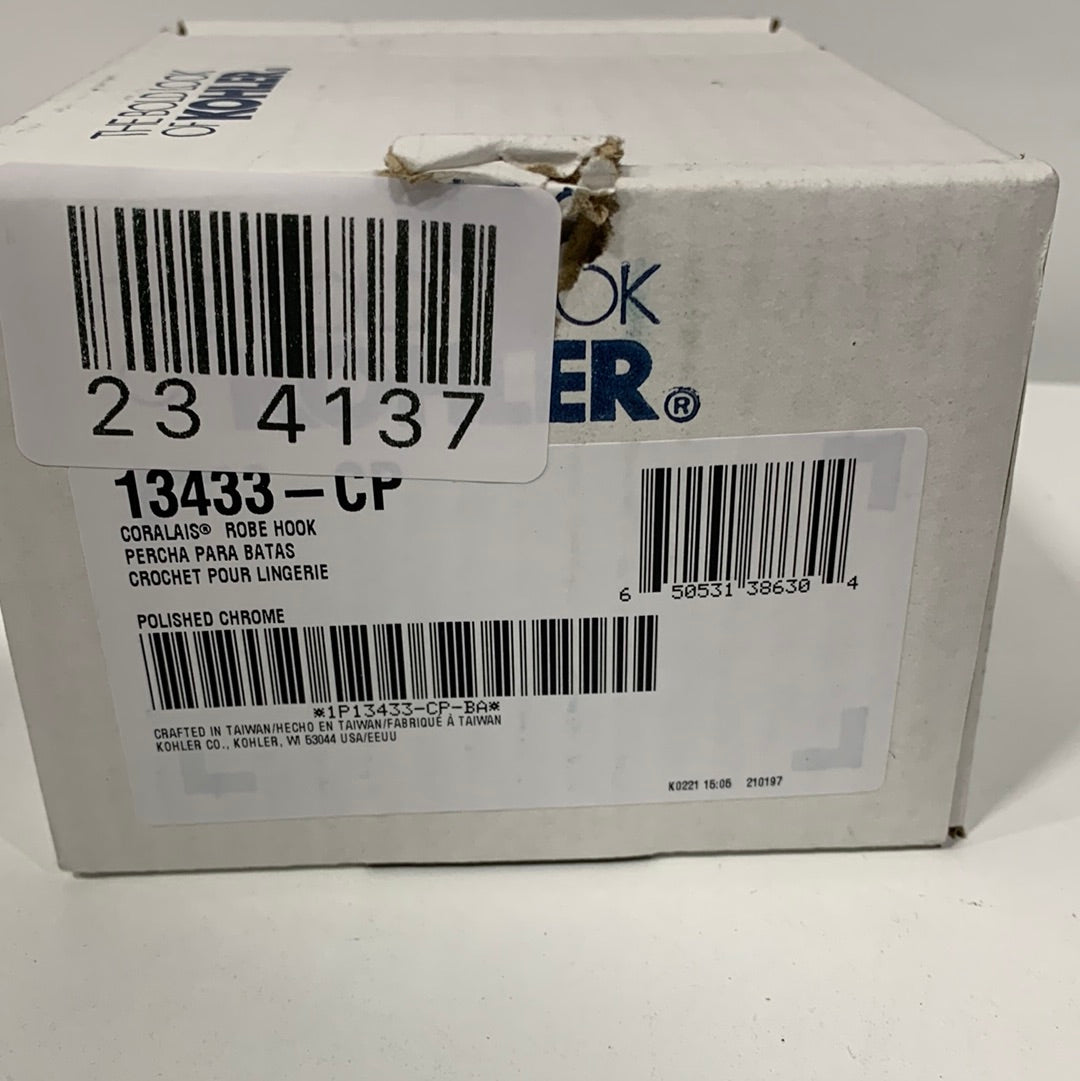 THE BOLD LOOK
OF KOHLER®
OK
ER®
23 4137
13433-CP
CORALAIS® ROBE HOOK
PERCHA PARA BATAS
CROCHET POUR LINGERIE
POLISHED CHROME
6 50531 38630 4
*1P13433-CP-BA*
CRAFTED IN TAIWAN/HECHO EN TAIWAN/FABRIQUÉ À TAIWAN
KOHLER CO., KOHLER, WI 53044 USA/EEUU
K0221 15:05 210197